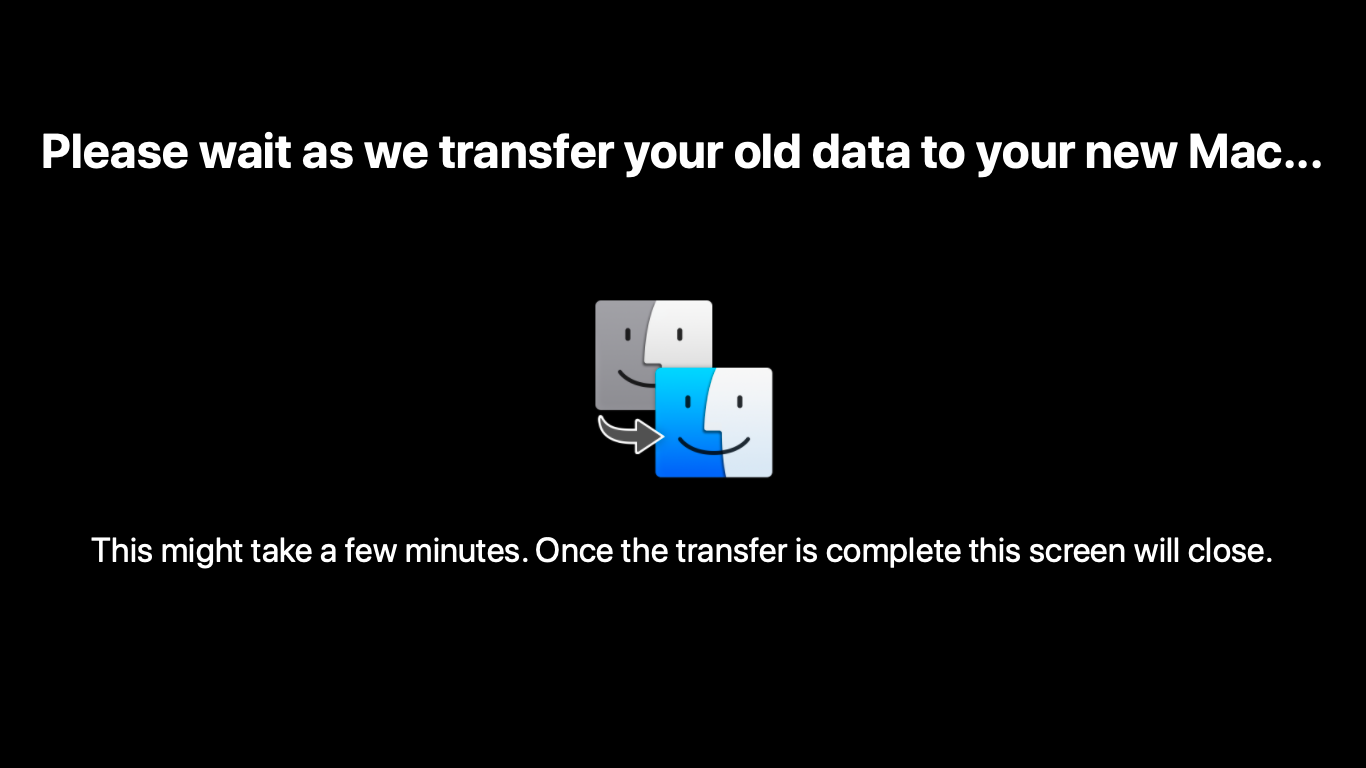 Please wait as we transfer your old data to your new Mac...
This might take a few minutes. Once the transfer is complete this screen will close.